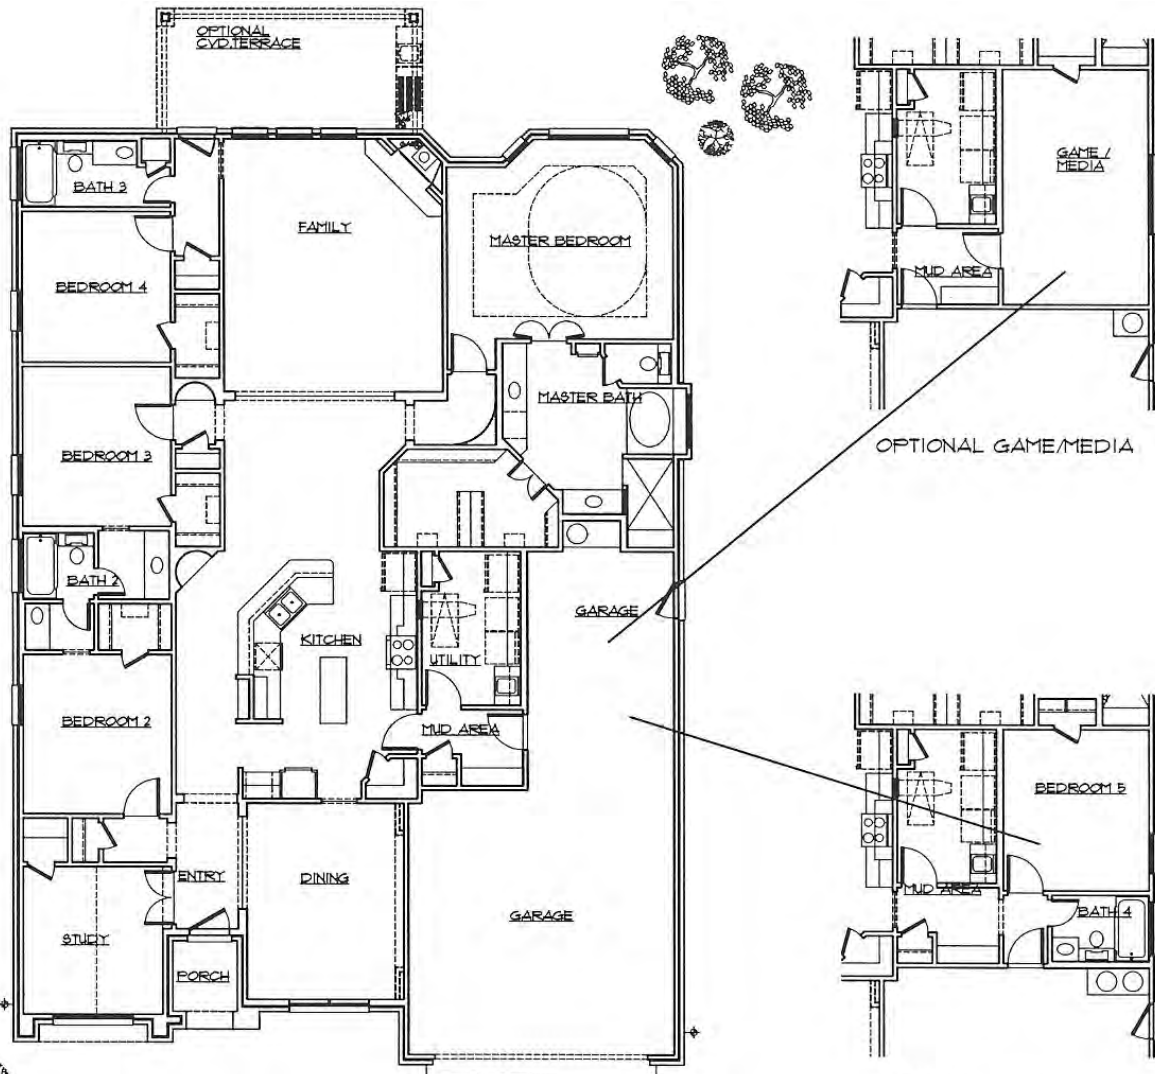 OPTIONAL
CVD.TERRACE
BATH 3
FAMILY
MASTER BEDROOM
BEDROOM 4
MASTER BATH
BEDROOM 3
BATH 2
GARAGE
KITCHEN
UTILITY
BEDROOM 2
MUD AREA
ENTRY
DINING
GARAGE
STUDY
PORCH
GAME/
MEDIA
MUD AREA
OPTIONAL GAME/MEDIA
BEDROOM 5
MUD AREA
BATH 4